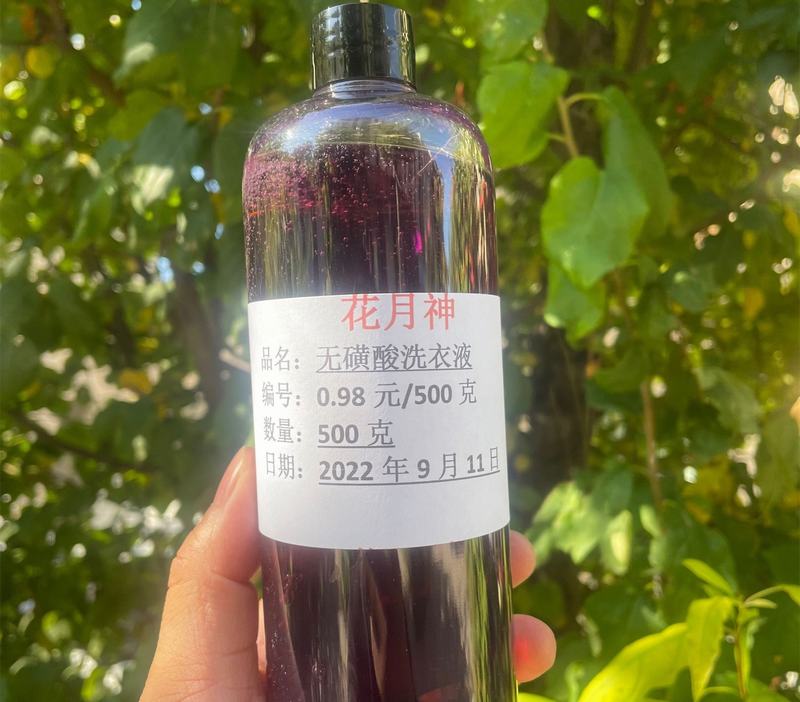 花月神
品名：无磺酸洗衣液
编号：0.98 元/500 克
数量：500 克
日期：2022 年 9 月 11日